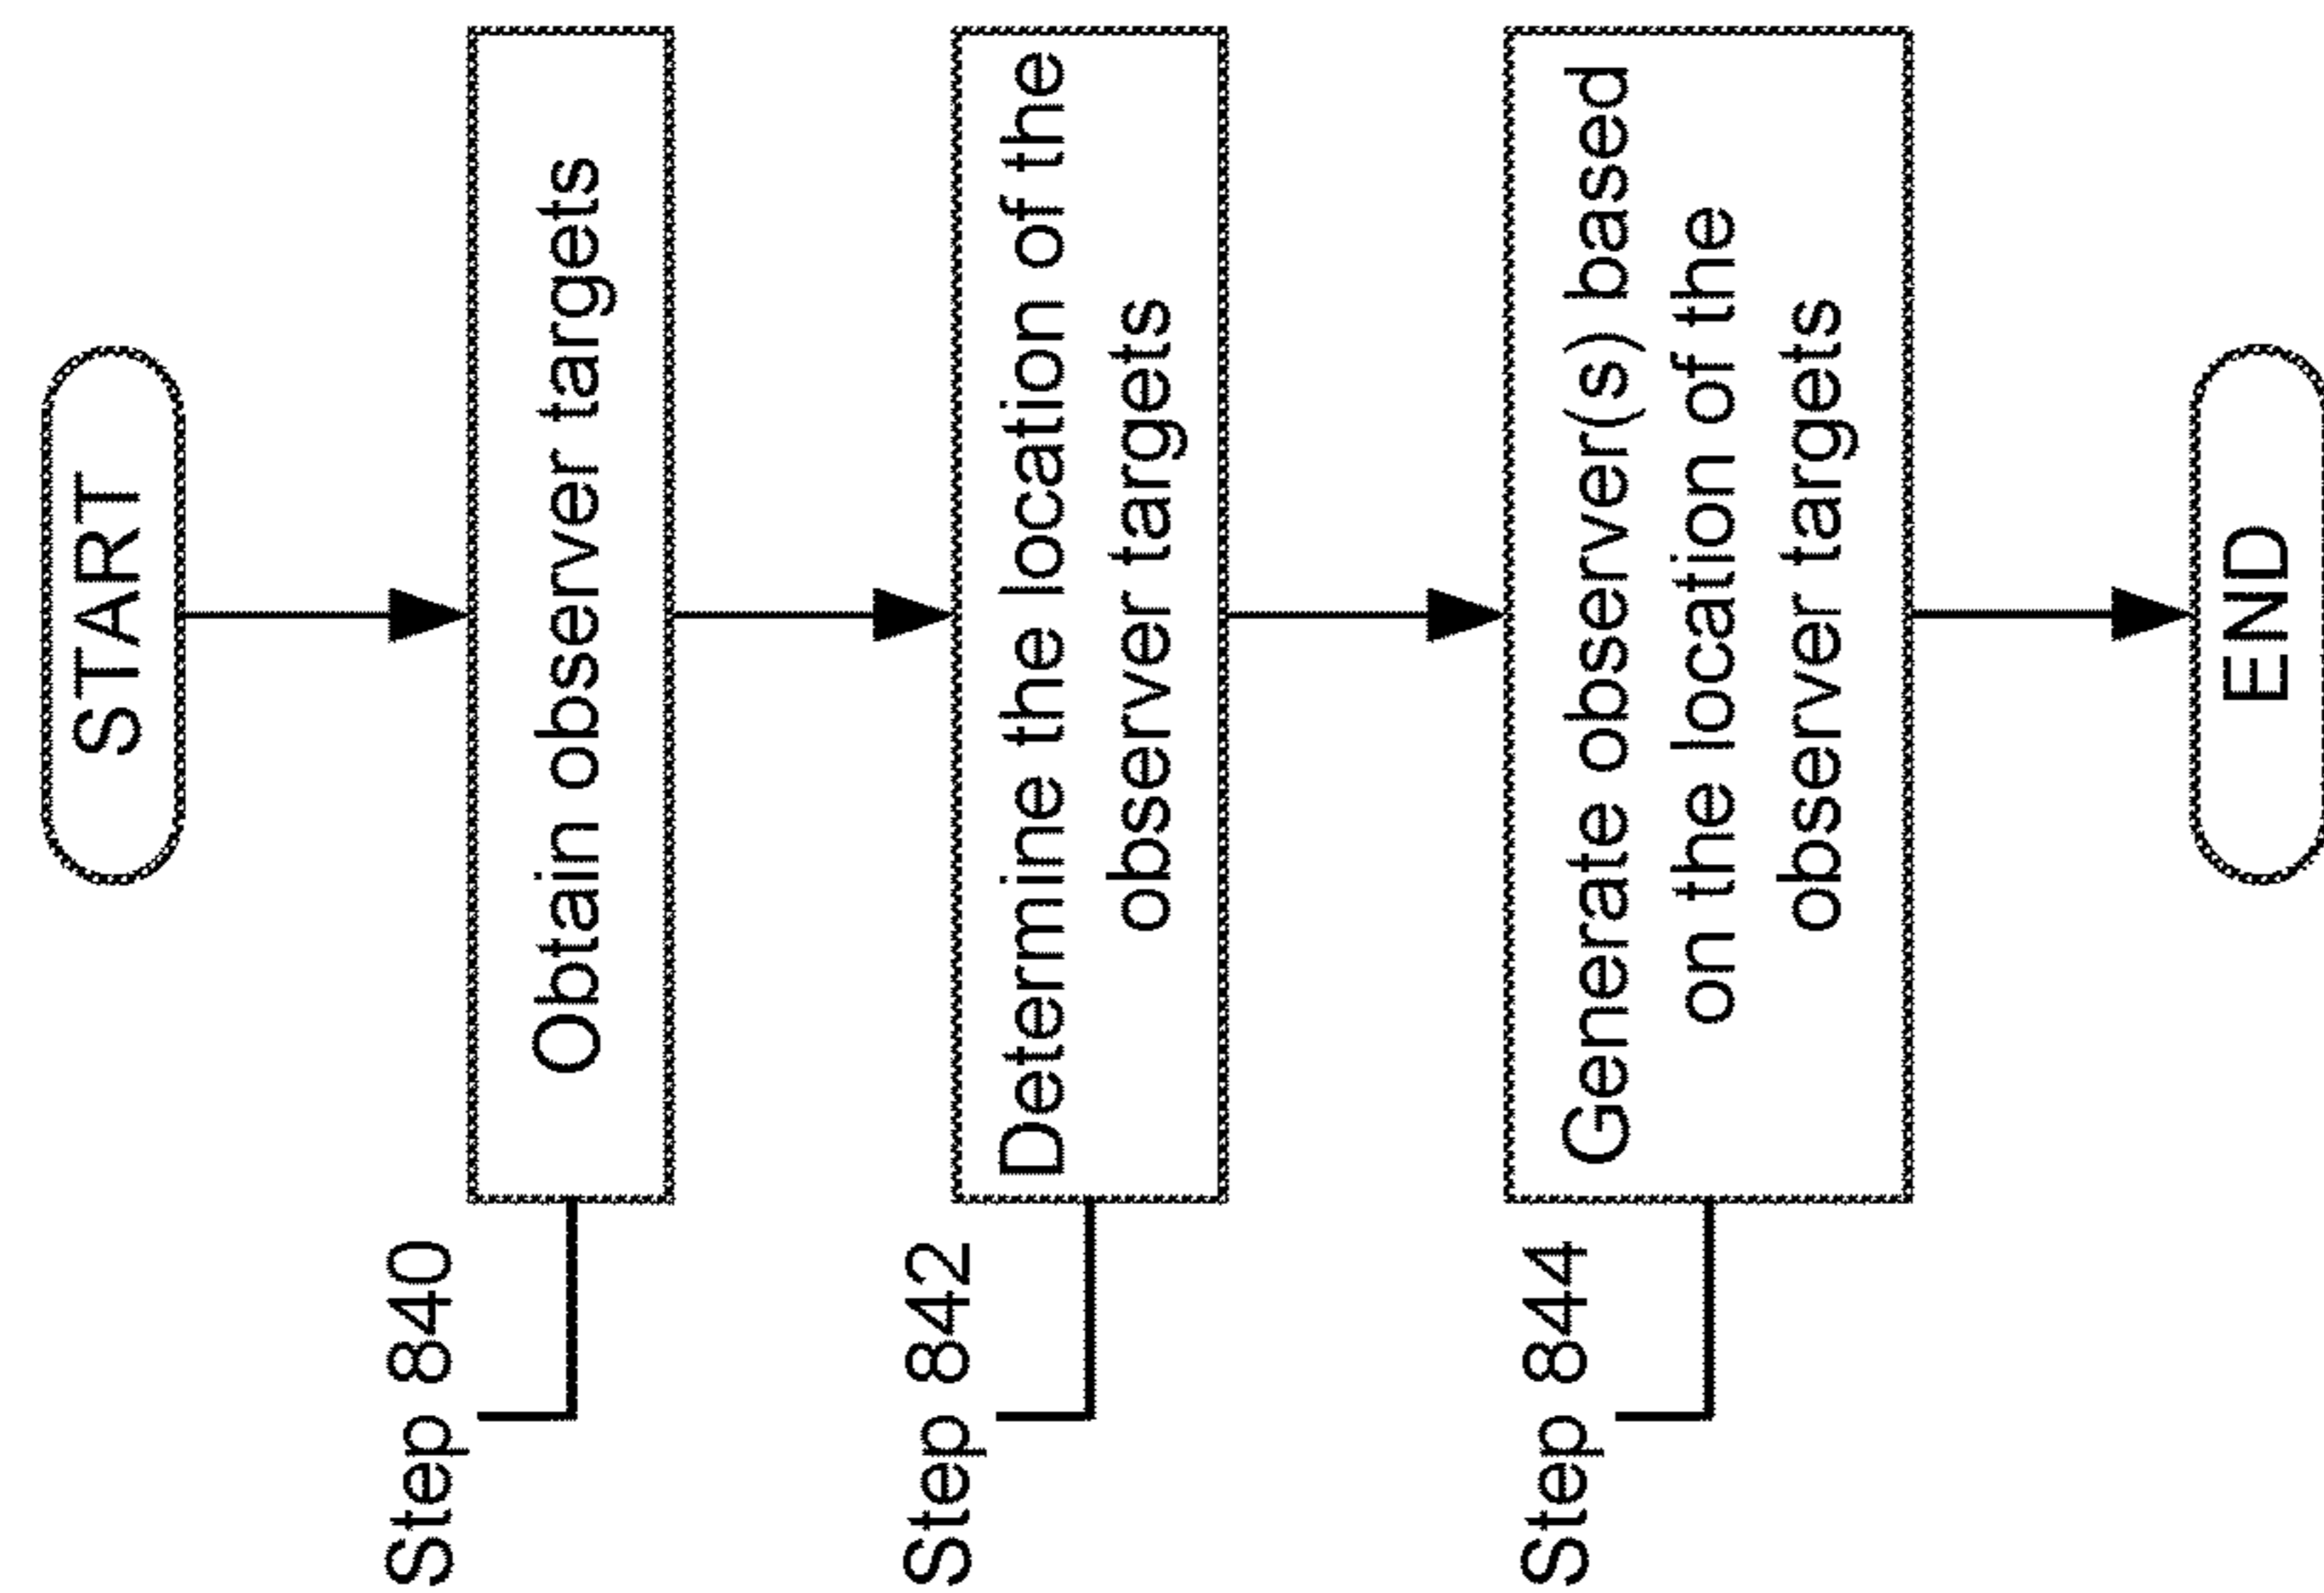 START
Step 840
Obtain observer targets
Step 842
Determine the location of the
observer targets
Step 844
Generate observer(s) based
on the location of the
observer targets
END